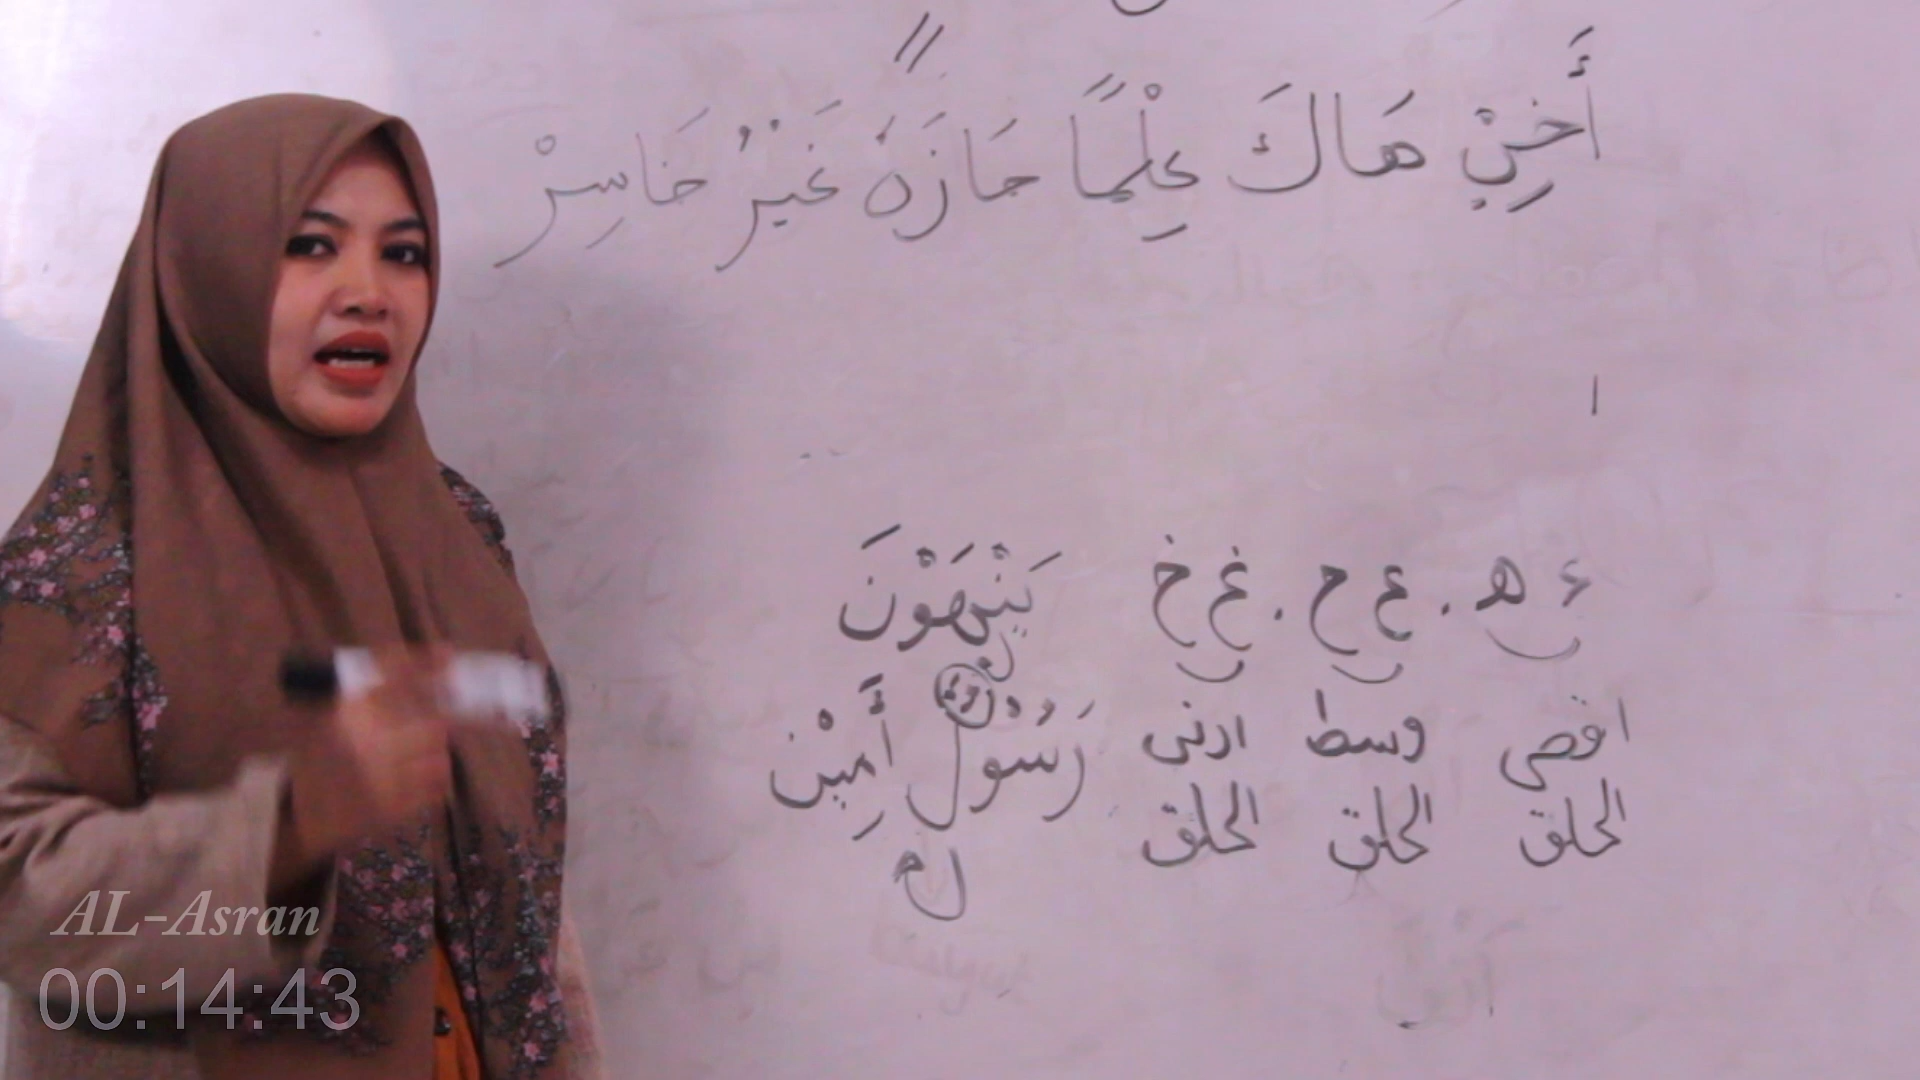 أَخِيْ هَاكَ عِلْمًا حَازَهُ غَيْرُ خَاسِرْ
ا
ء ه . ع ح . غ خ يَنْهَوْنَ
اقصى وسط ادنى رَسُوْلٌ أَمِيْن
الحلق الحلق الحلق
AL-Asran
00:14:43